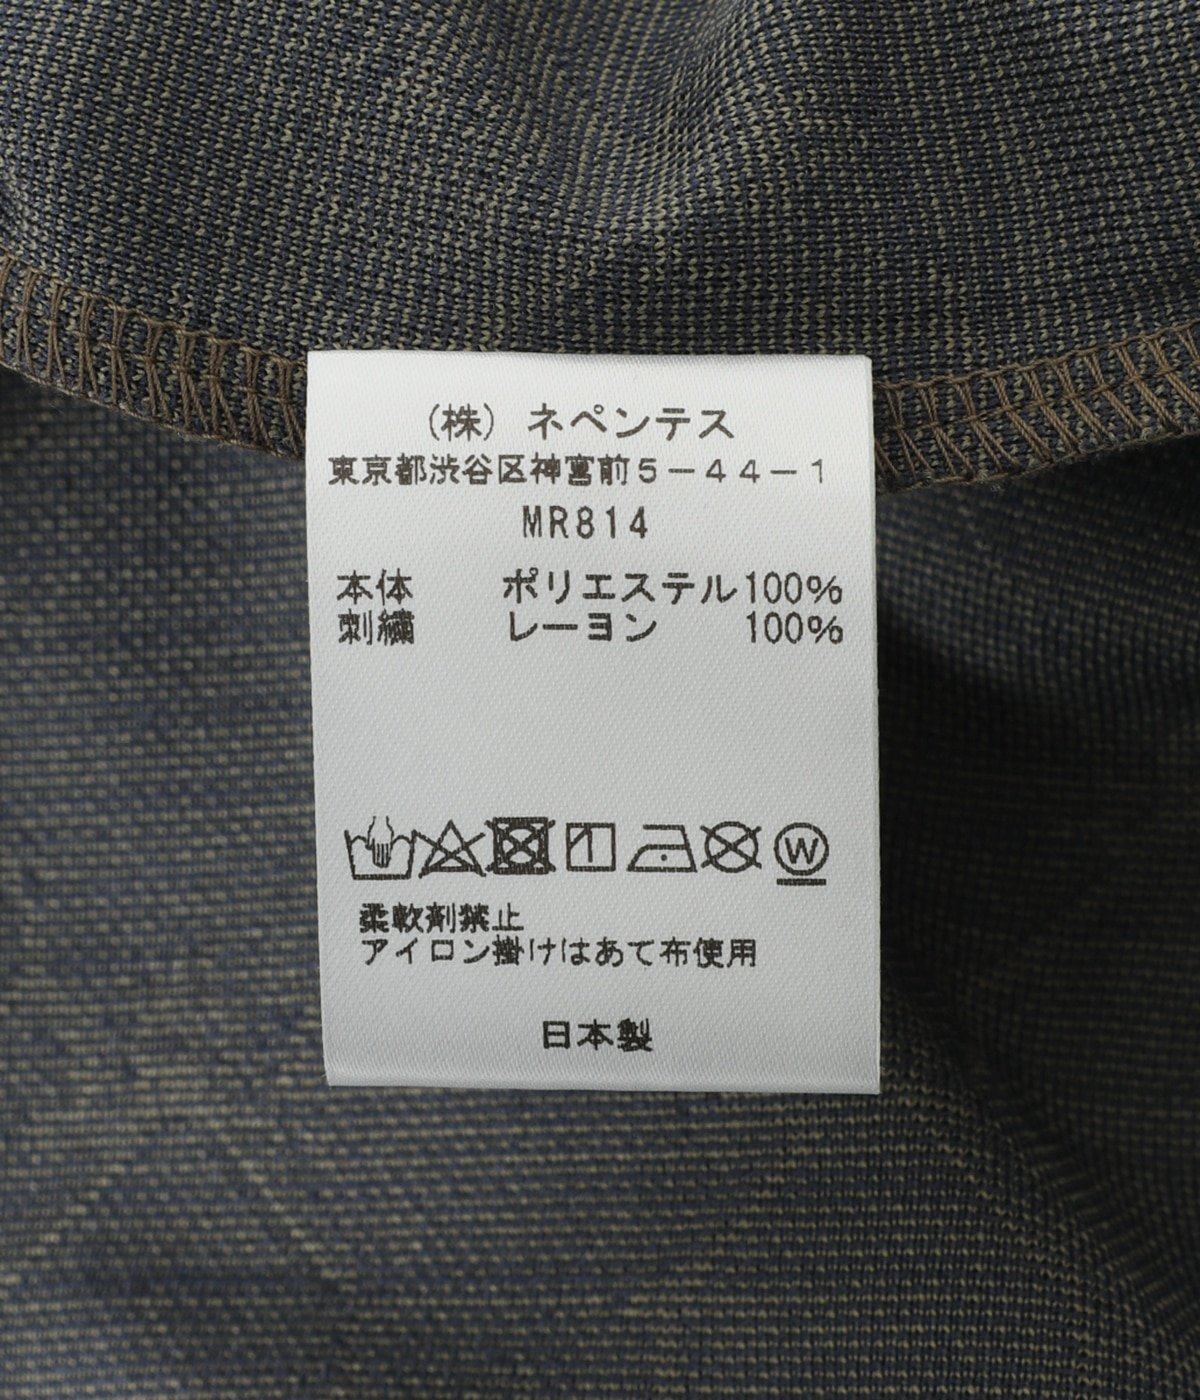 (株) ネペンテス
東京都渋谷区神宮前5-44-1
MR814
本体 ポリエステル100%
刺繍 レーヨン 100%
W
柔軟剤禁止
アイロン掛けはあて布使用
日本製